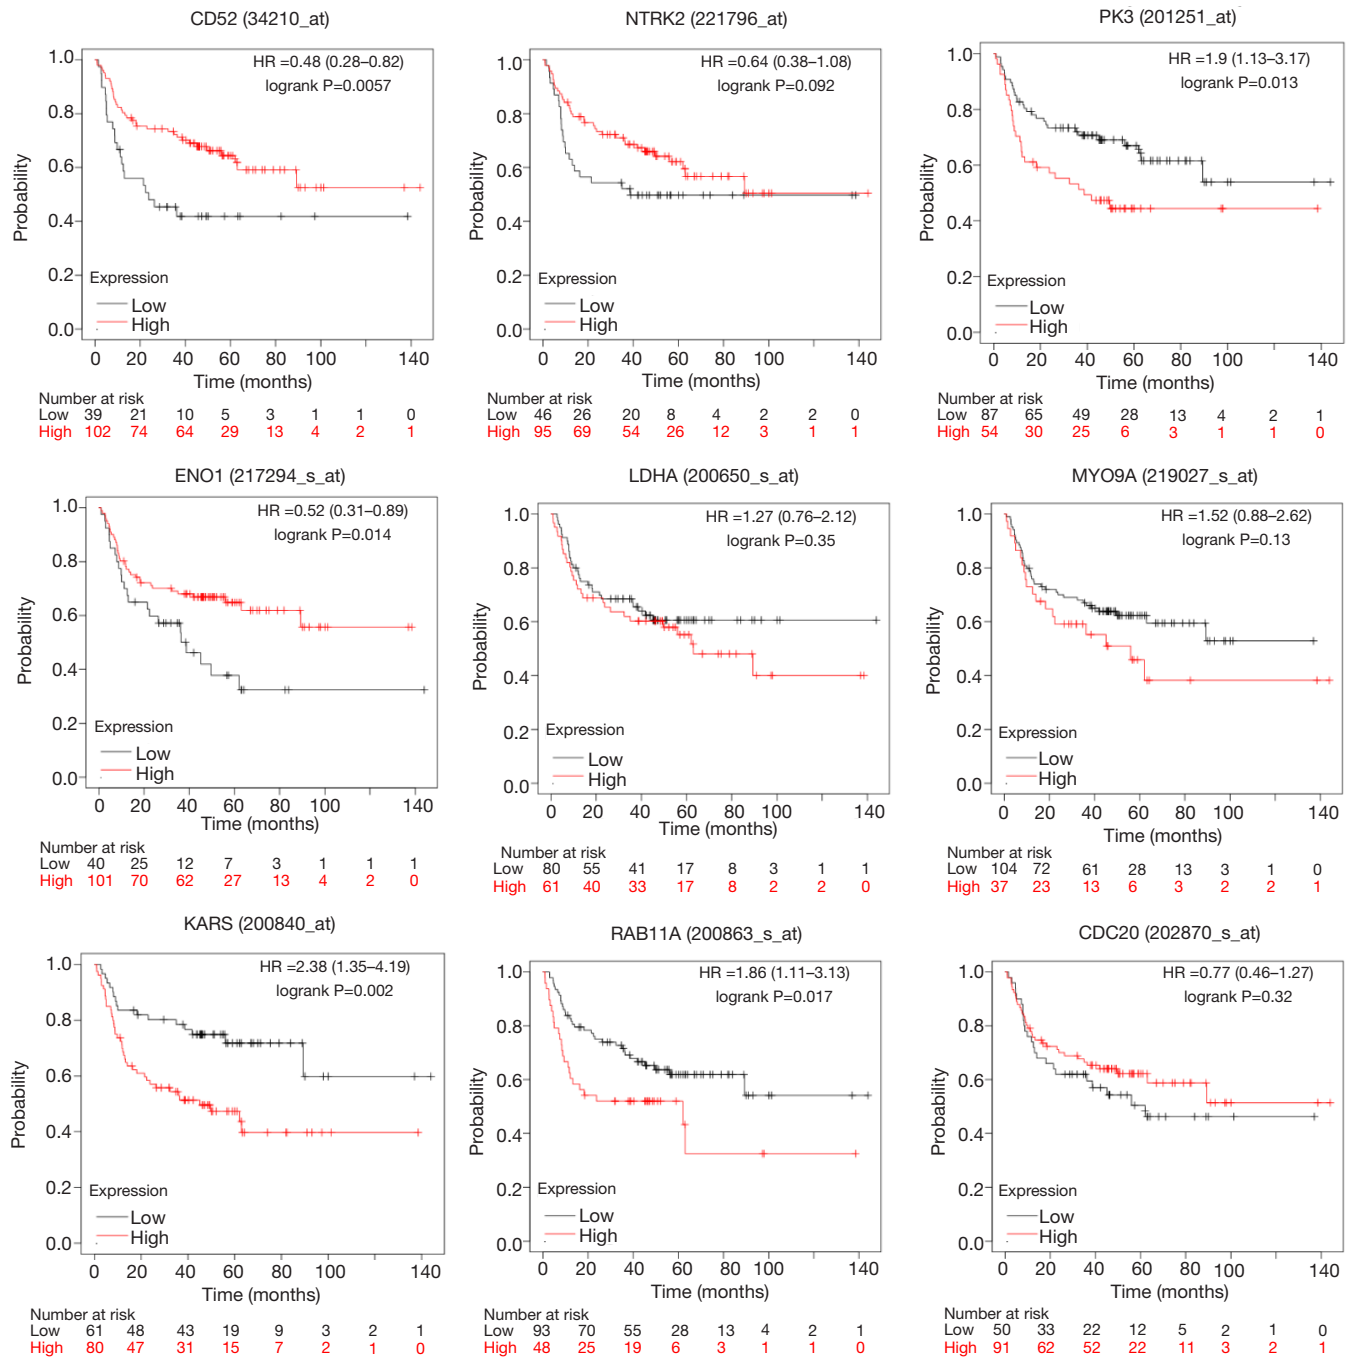 CD52 (34210_at)
HR =0.48 (0.28–0.82)
logrank P=0.0057
Probability
1.0
0.8
0.6
0.4
0.2
0.0
Expression
Low
High
0 20 40 60 80 100 140
Time (months)
Number at risk
Low 39 21 10 5 3 1 1 0
High 102 74 64 29 13 4 2 1
NTRK2 (221796_at)
HR =0.64 (0.38–1.08)
logrank P=0.092
Probability
1.0
0.8
0.6
0.4
0.2
0.0
Expression
Low
High
0 20 40 60 80 100 140
Time (months)
Number at risk
Low 46 26 20 8 4 2 2 0
High 95 69 54 26 12 3 1 1
PK3 (201251_at)
HR =1.9 (1.13–3.17)
logrank P=0.013
Probability
1.0
0.8
0.6
0.4
0.2
0.0
Expression
Low
High
0 20 40 60 80 100 140
Time (months)
Number at risk
Low 87 65 49 28 13 4 2 1
High 54 30 25 6 3 1 1 0
ENO1 (217294_s_at)
HR =0.52 (0.31–0.89)
logrank P=0.014
Probability
1.0
0.8
0.6
0.4
0.2
0.0
Expression
Low
High
0 20 40 60 80 100 140
Time (months)
Number at risk
Low 40 25 12 7 3 1 1 1
High 101 70 62 27 13 4 2 0
LDHA (200650_s_at)
HR =1.27 (0.76–2.12)
logrank P=0.35
Probability
1.0
0.8
0.6
0.4
0.2
0.0
Expression
Low
High
0 20 40 60 80 100 140
Time (months)
Number at risk
Low 80 55 41 17 8 3 1 1
High 61 40 33 17 8 2 2 0
MYO9A (219027_s_at)
HR =1.52 (0.88–2.62)
logrank P=0.13
Probability
1.0
0.8
0.6
0.4
0.2
0.0
Expression
Low
High
0 20 40 60 80 100 140
Time (months)
Number at risk
Low 104 72 61 28 13 3 1 0
High 37 23 13 6 3 2 2 1
KARS (200840_at)
HR =2.38 (1.35–4.19)
logrank P=0.002
Probability
1.0
0.8
0.6
0.4
0.2
0.0
Expression
Low
High
0 20 40 60 80 100 140
Time (months)
Number at risk
Low 61 48 43 19 9 3 2 1
High 80 47 31 15 7 2 1 0
RAB11A (200863_s_at)
HR =1.86 (1.11–3.13)
logrank P=0.017
Probability
1.0
0.8
0.6
0.4
0.2
0.0
Expression
Low
High
0 20 40 60 80 100 140
Time (months)
Number at risk
Low 93 70 55 28 13 4 2 1
High 48 25 19 6 3 1 1 0
CDC20 (202870_s_at)
HR =0.77 (0.46–1.27)
logrank P=0.32
Probability
1.0
0.8
0.6
0.4
0.2
0.0
Expression
Low
High
0 20 40 60 80 100 140
Time (months)
Number at risk
Low 50 33 22 12 5 2 1 0
High 91 62 52 22 11 3 2 1